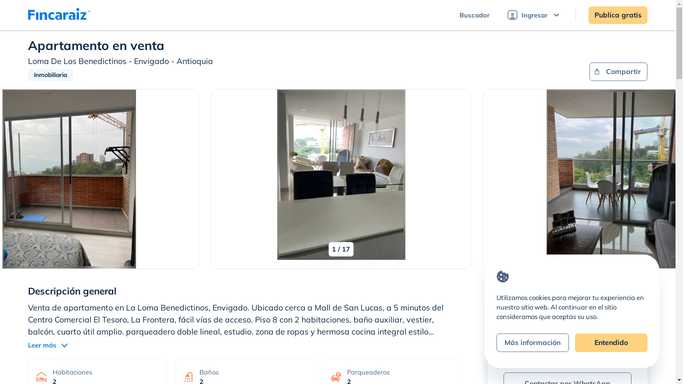 Fincaraiz
Buscador
Ingresar
Publica gratis
Apartamento en venta
Loma De Los Benedictinos - Envigado - Antioquia
Inmobiliaria
Compartir
1 / 17
Descripción general
Venta de apartamento en La Loma Benedictinos, Envigado. Ubicado cerca a Mall de San Lucas, a 5 minutos del
Centro Comercial El Tesoro, La Frontera, fácil vías de acceso. Piso 8 con 2 habitaciones, baño auxiliar, vestier,
balcón, cuarto útil amplio, parqueadero doble lineal, estudio, zona de ropas y hermosa cocina integral estilo...
Leer más
Habitaciones
2
Baños
2
Parqueaderos
2
Utilizamos cookies para mejorar tu experiencia en
nuestro sitio web. Al continuar en el sitio
consideramos que aceptas su uso.
Más información
Entendido
Contactar por WhatsApp